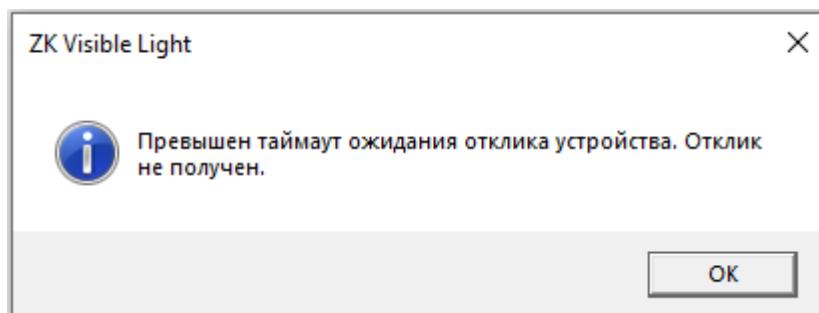 ZK Visible Light
Превышен таймаут ожидания отклика устройства. Отклик
не получен.
OK